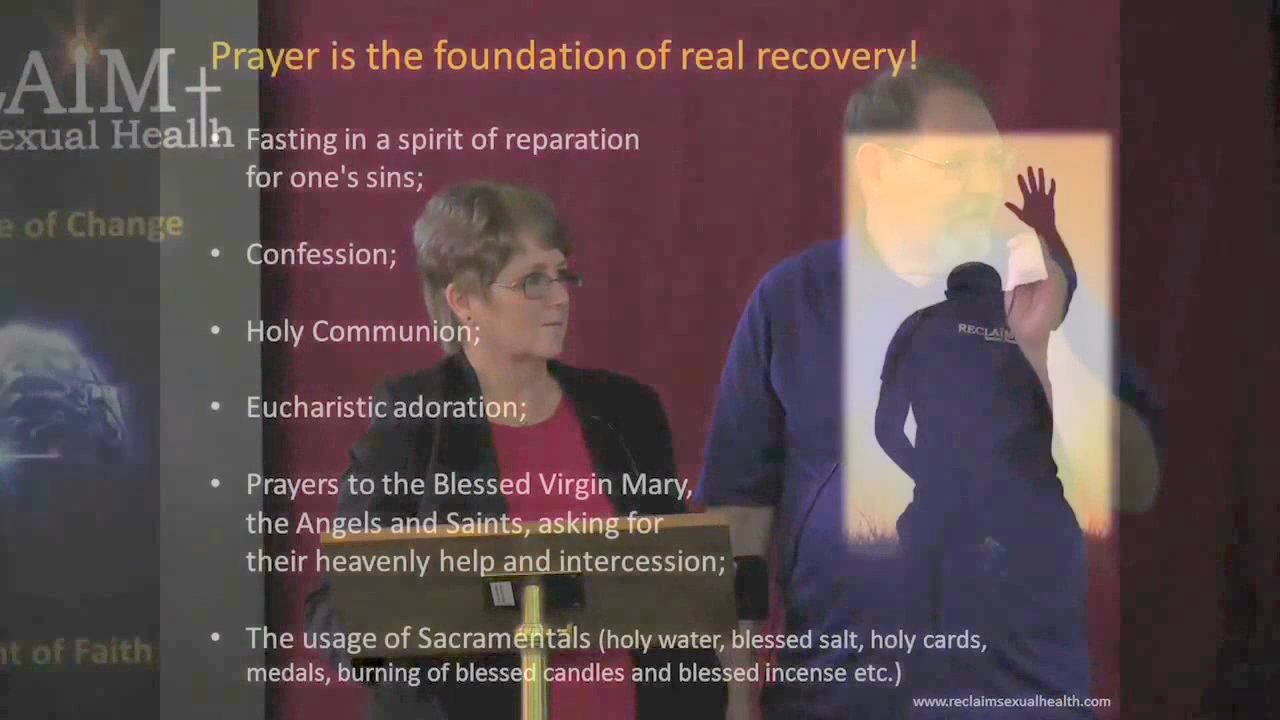 LAIM
exual Health
e of Change
nt of Faith
Prayer is the foundation of real recovery!
• Fasting in a spirit of reparation
for one's sins;
• Confession;
• Holy Communion;
• Eucharistic adoration;
• Prayers to the Blessed Virgin Mary,
the Angels and Saints, asking for
their heavenly help and intercession;
• The usage of Sacramentals (holy water, blessed salt, holy cards,
medals, burning of blessed candles and blessed incense etc.)
RECLAIM
www.reclaimsexualhealth.com